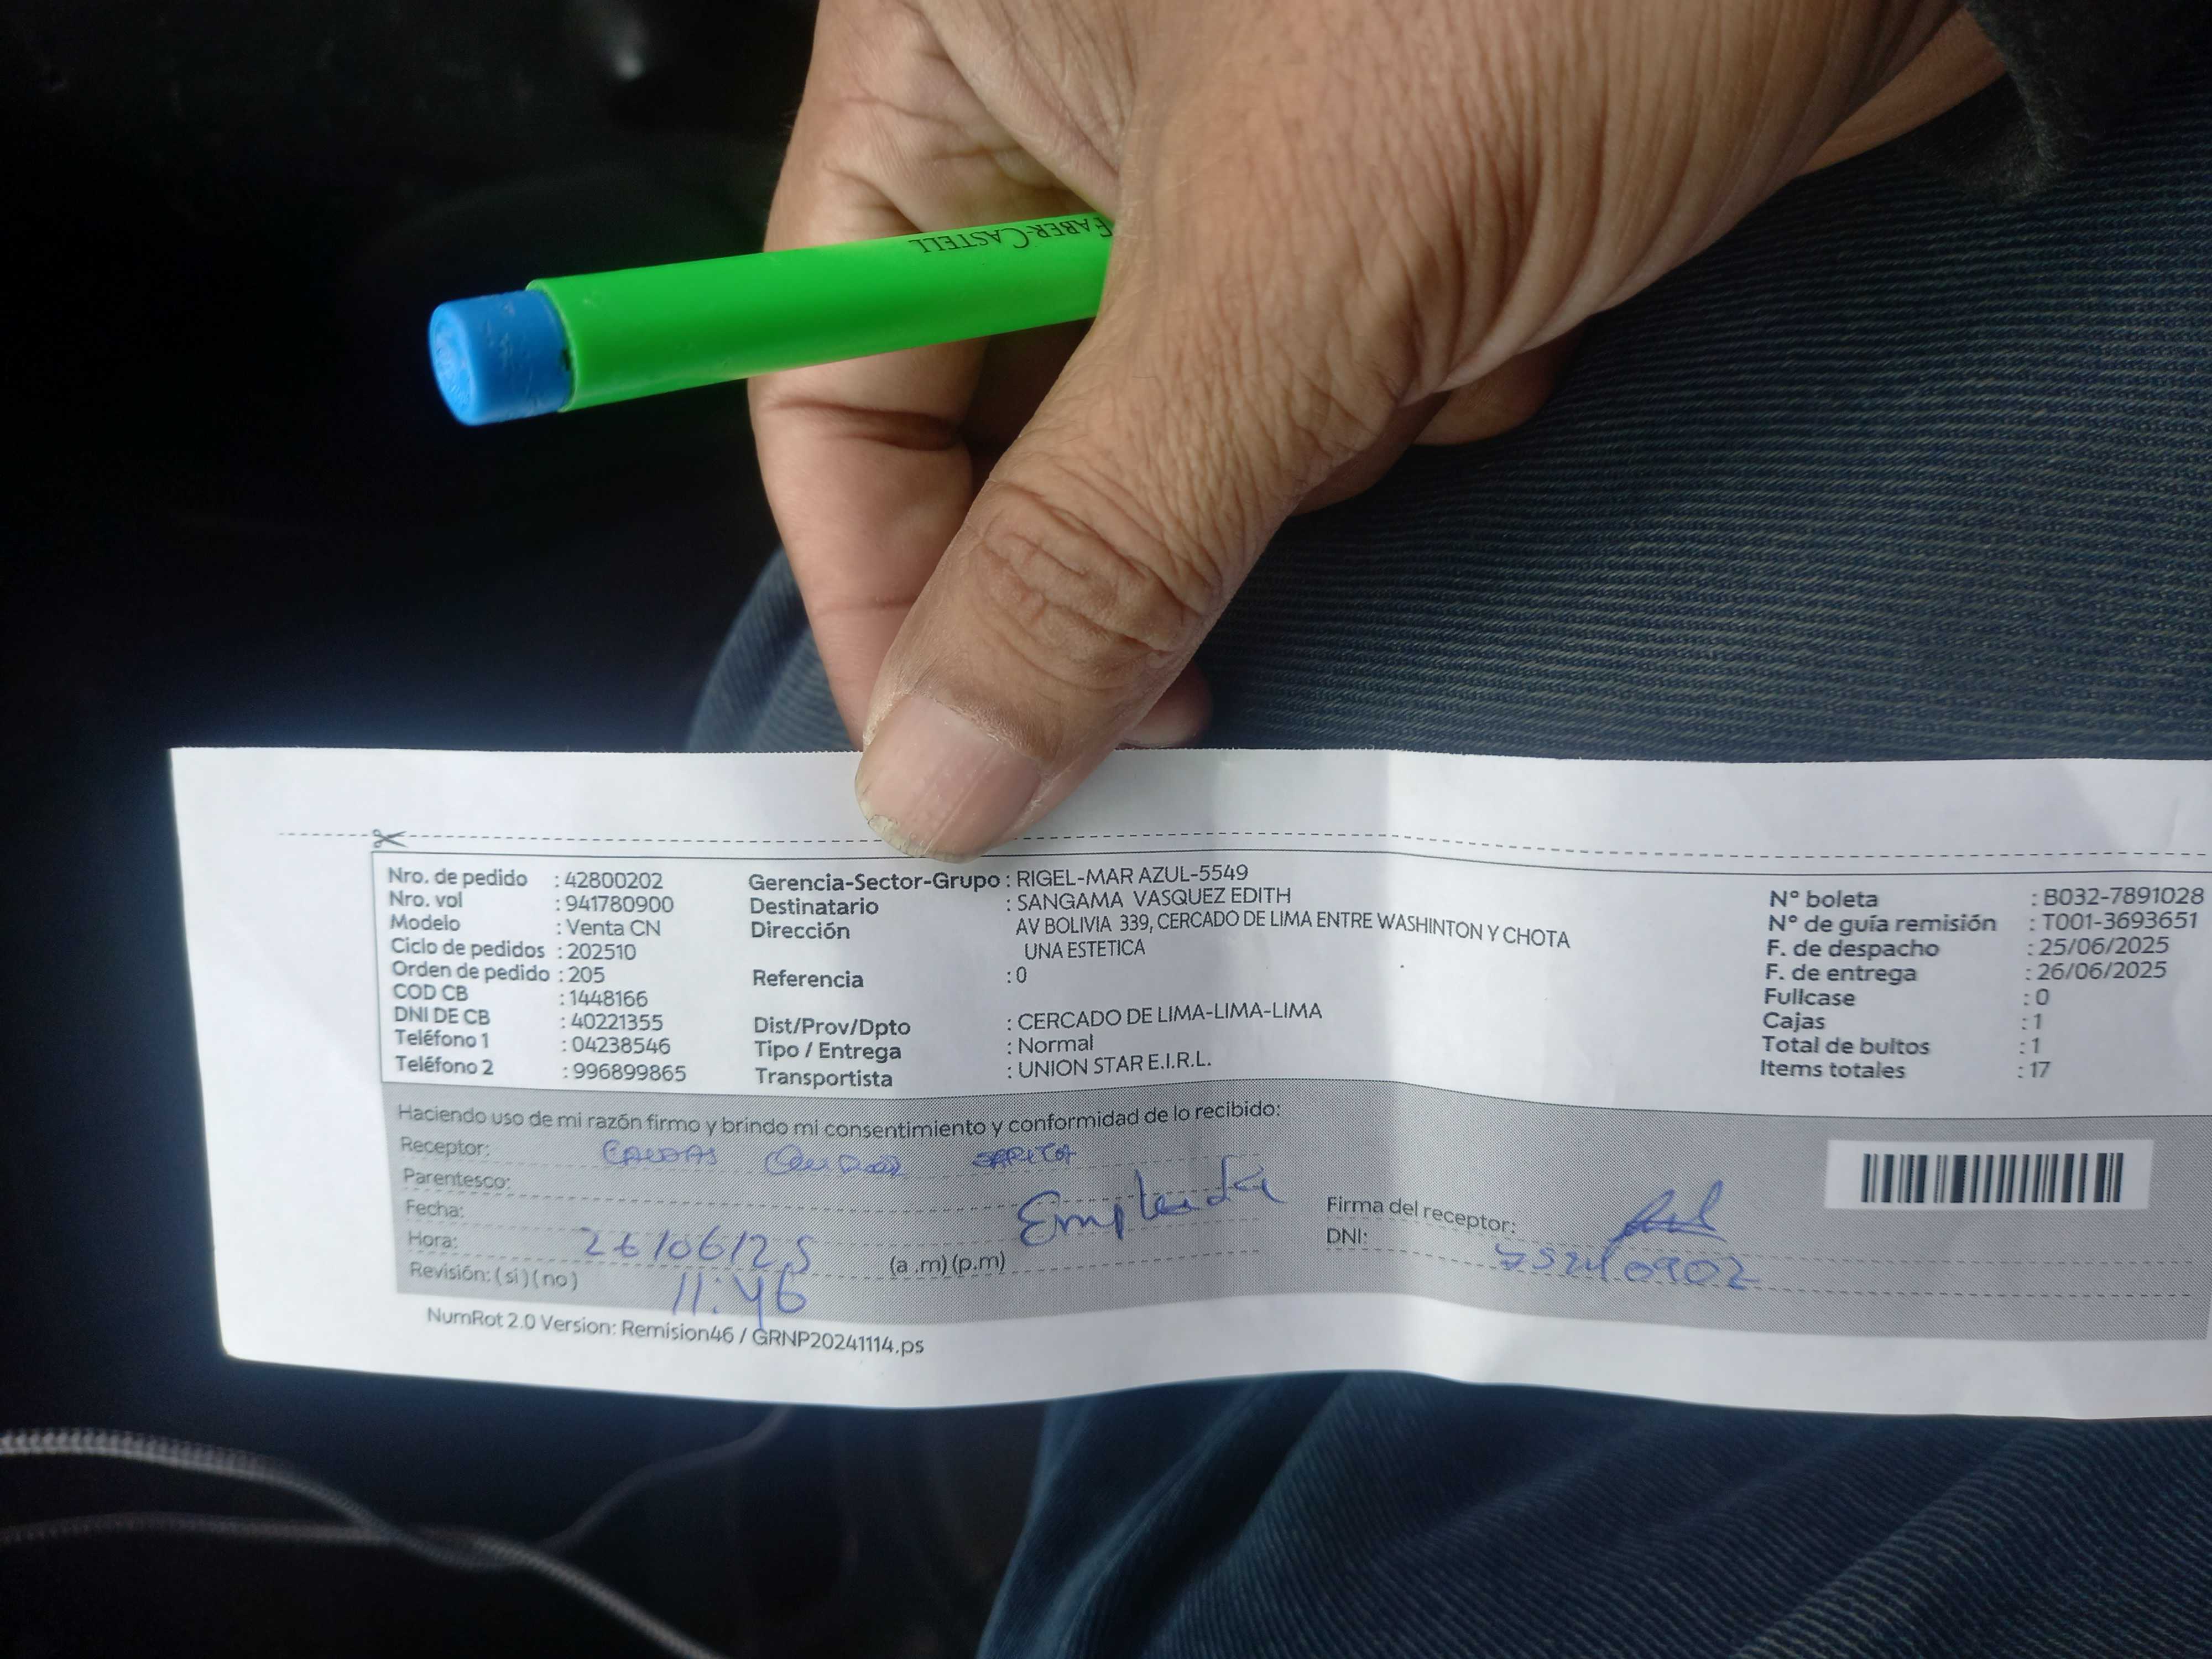 FABER-CASTELL
Nro. de pedido : 42800202
Nro. vol : 941780900
Modelo : Venta CN
Ciclo de pedidos : 202510
Orden de pedido : 205
COD CB : 1448166
DNI DE CB : 40221355
Teléfono 1 : 04238546
Teléfono 2 : 996899865
Gerencia-Sector-Grupo : RIGEL-MAR AZUL-5549
Destinatario : SANGAMA VASQUEZ EDITH
Dirección AV BOLIVIA 339, CERCADO DE LIMA ENTRE WASHINTON Y CHOTA
UNA ESTETICA
Referencia : 0
Dist/Prov/Dpto : CERCADO DE LIMA-LIMA-LIMA
Tipo / Entrega : Normal
Transportista : UNION STAR E.I.R.L.
N° boleta : B032-7891028
N° de guía remisión : T001-3693651
F. de despacho : 25/06/2025
F. de entrega : 26/06/2025
Fullcase : 0
Cajas : 1
Total de bultos : 1
Items totales : 17
Haciendo uso de mi razón firmo y brindo mi consentimiento y conformidad de lo recibido:
Receptor:
Parentesco:
Fecha: 26/06/25
Hora: 11:46 (a .m) (p.m)
Revisión: ( si ) ( no )
Firma del receptor:
DNI:
NumRot 2.0 Version: Remision46 / GRNP20241114.ps